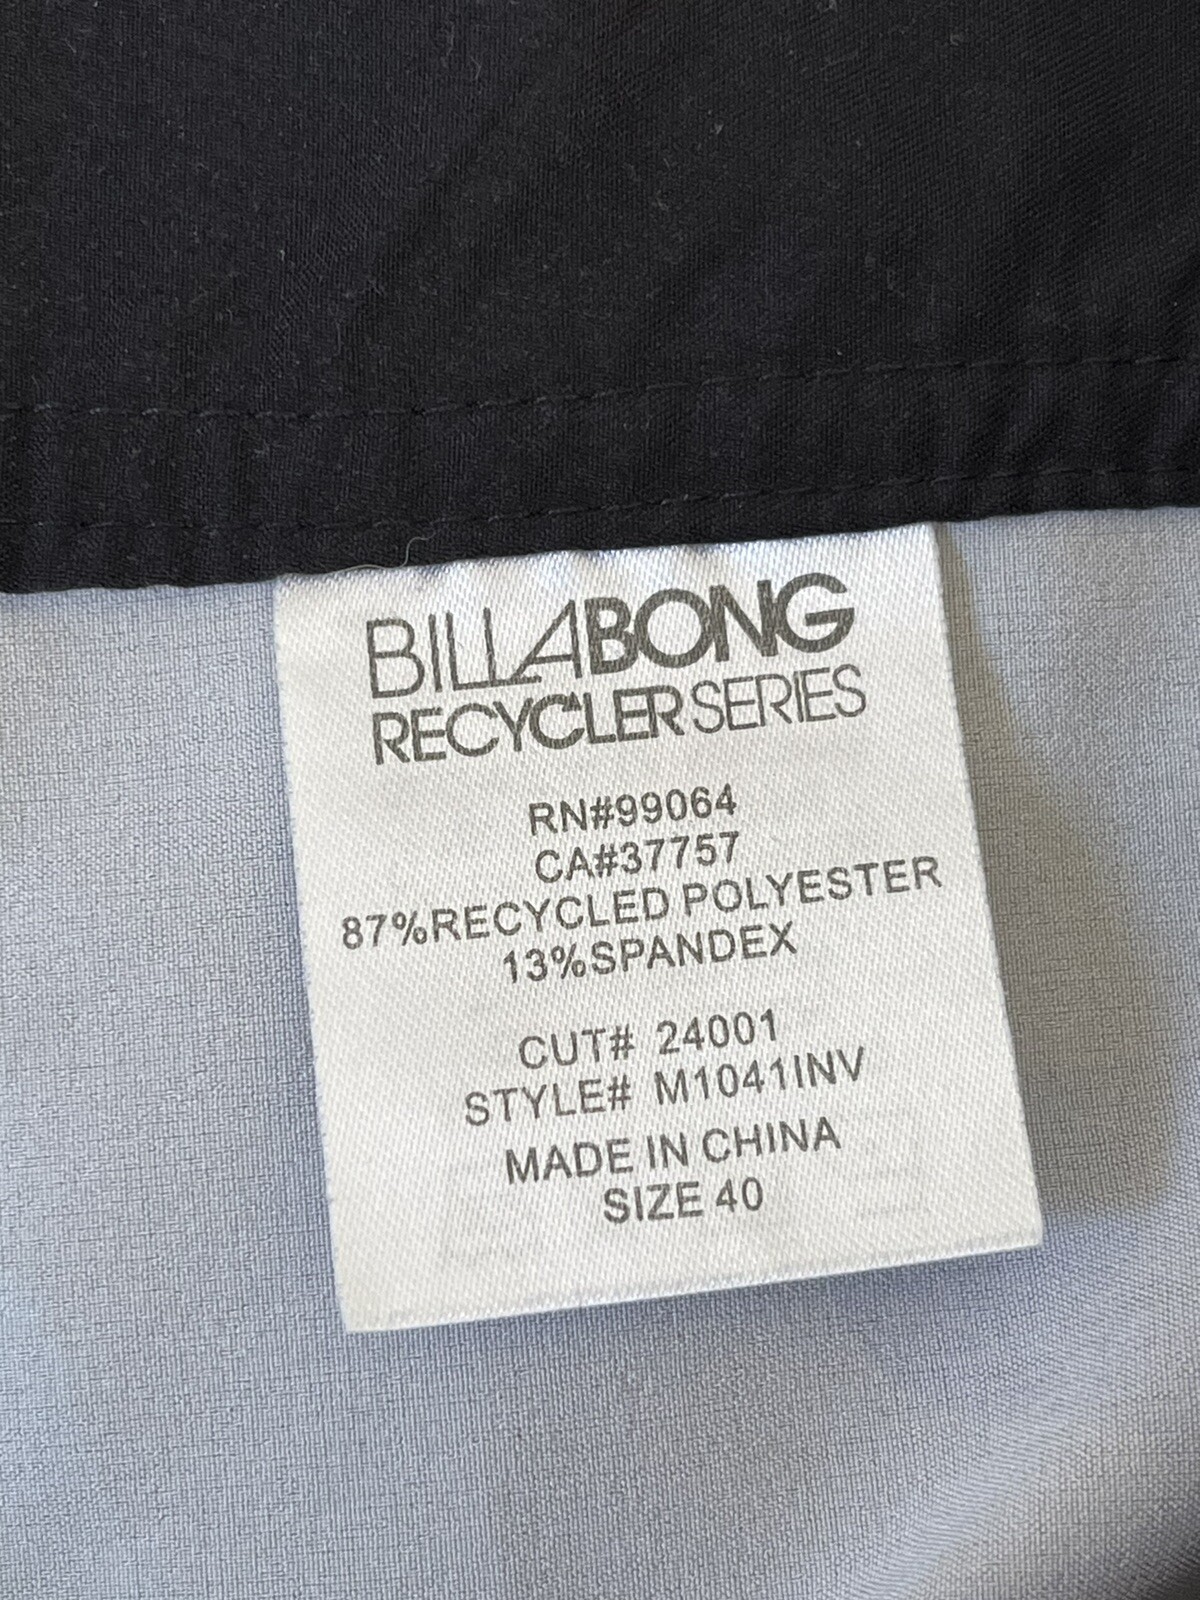 BILLABONG
RECYCLER SERIES
RN#99064
CA#37757
87%RECYCLED POLYESTER
13%SPANDEX
CUT# 24001
STYLE# M1041INV
MADE IN CHINA
SIZE 40